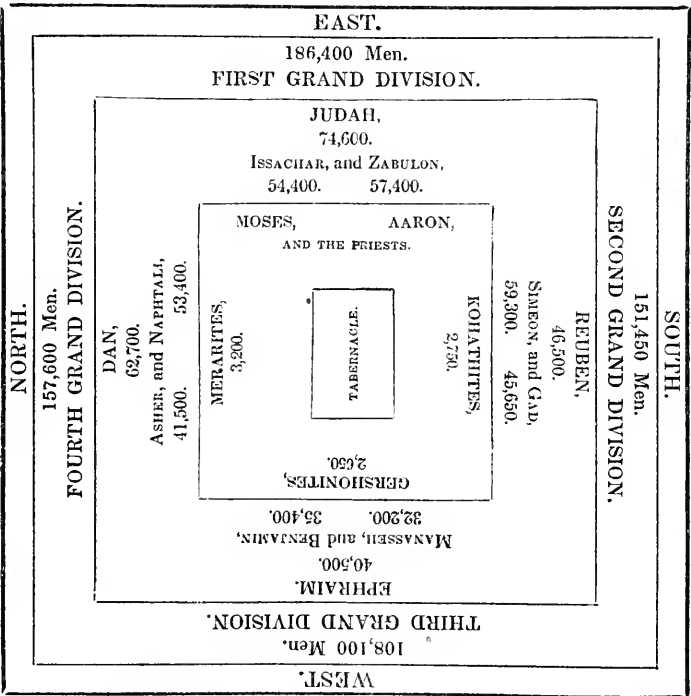 EAST.
186,400 Men.
FIRST GRAND DIVISION.
JUDAH,
74,600.
ISSACHAR, and ZABULON,
54,400. 57,400.
MOSES, AARON,
AND THE PRIESTS.
TABERNACLE.
KOHATHITES,
2,750.
GERSHONITES,
2,650.
MERARITES,
3,200.
SOUTH.
151,450 Men.
SECOND GRAND DIVISION.
REUBEN,
46,500.
SIMEON, and GAD,
59,300. 45,650.
WEST.
108,100 Men.
THIRD GRAND DIVISION.
EPHRAIM.
40,500.
MANASSEH, and BENJAMIN,
32,200. 35,400.
NORTH.
157,600 Men.
FOURTH GRAND DIVISION.
DAN,
62,700.
ASHER, and NAPHTALI,
41,500. 53,400.